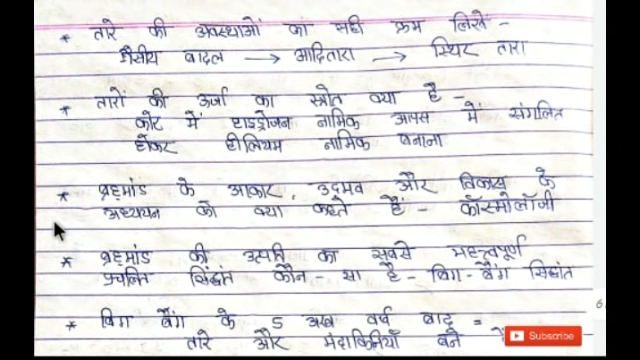 * तारे की अवस्थाओं का सही क्रम लिखें -
गैसीय बादल → आदितारा → स्थिर तारा
* तारों की ऊर्जा का स्त्रोत क्या है -
कोर में हाइड्रोजन नामिक आपस में संगलित
होकर हीलियम नामिक बनाना
* ब्रह्मांड के आकार, उद्भव और विकास के
अध्ययन को क्या कहते हैं - कॉस्मोलॉजी
* ब्रह्मांड की उत्पत्ति का सबसे महत्त्वपूर्ण
प्रचलित सिद्धांत कौन - सा है - बिग - बैंग सिद्धांत
* बिग बैंग के 5 अरब वर्ष बाद =
तारे और मंदाकिनियाँ बने
6
Subscribe